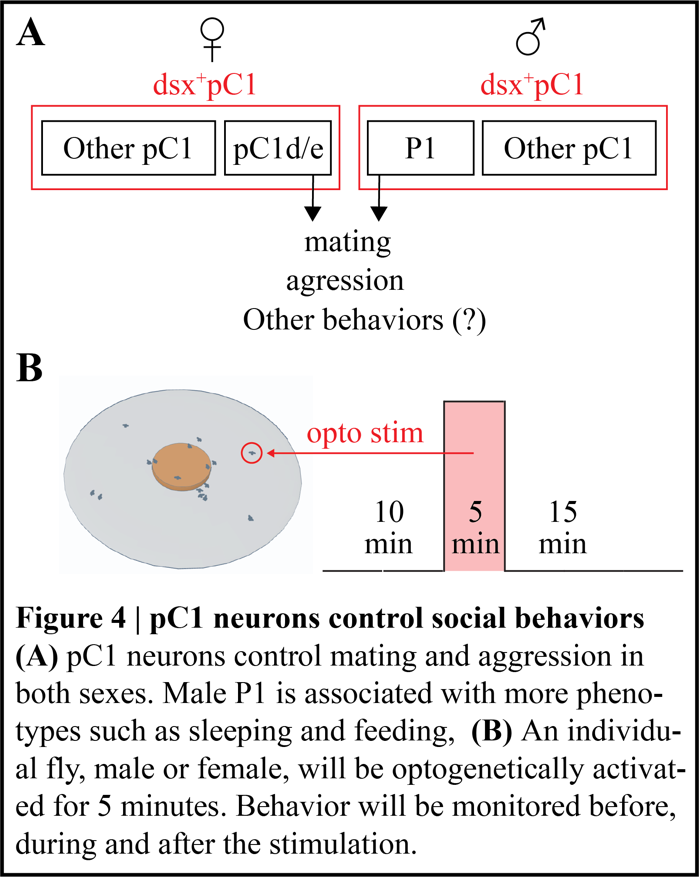 A
♀ ♂
dsx⁺pC1 dsx⁺pC1
Other pC1 pC1d/e P1 Other pC1
mating
agression
Other behaviors (?)
B
opto stim
10 5 15
min min min
Figure 4 | pC1 neurons control social behaviors
(A) pC1 neurons control mating and aggression in
both sexes. Male P1 is associated with more pheno-
types such as sleeping and feeding, (B) An individu-
al fly, male or female, will be optogenetically activat-
ed for 5 minutes. Behavior will be monitored before,
during and after the stimulation.